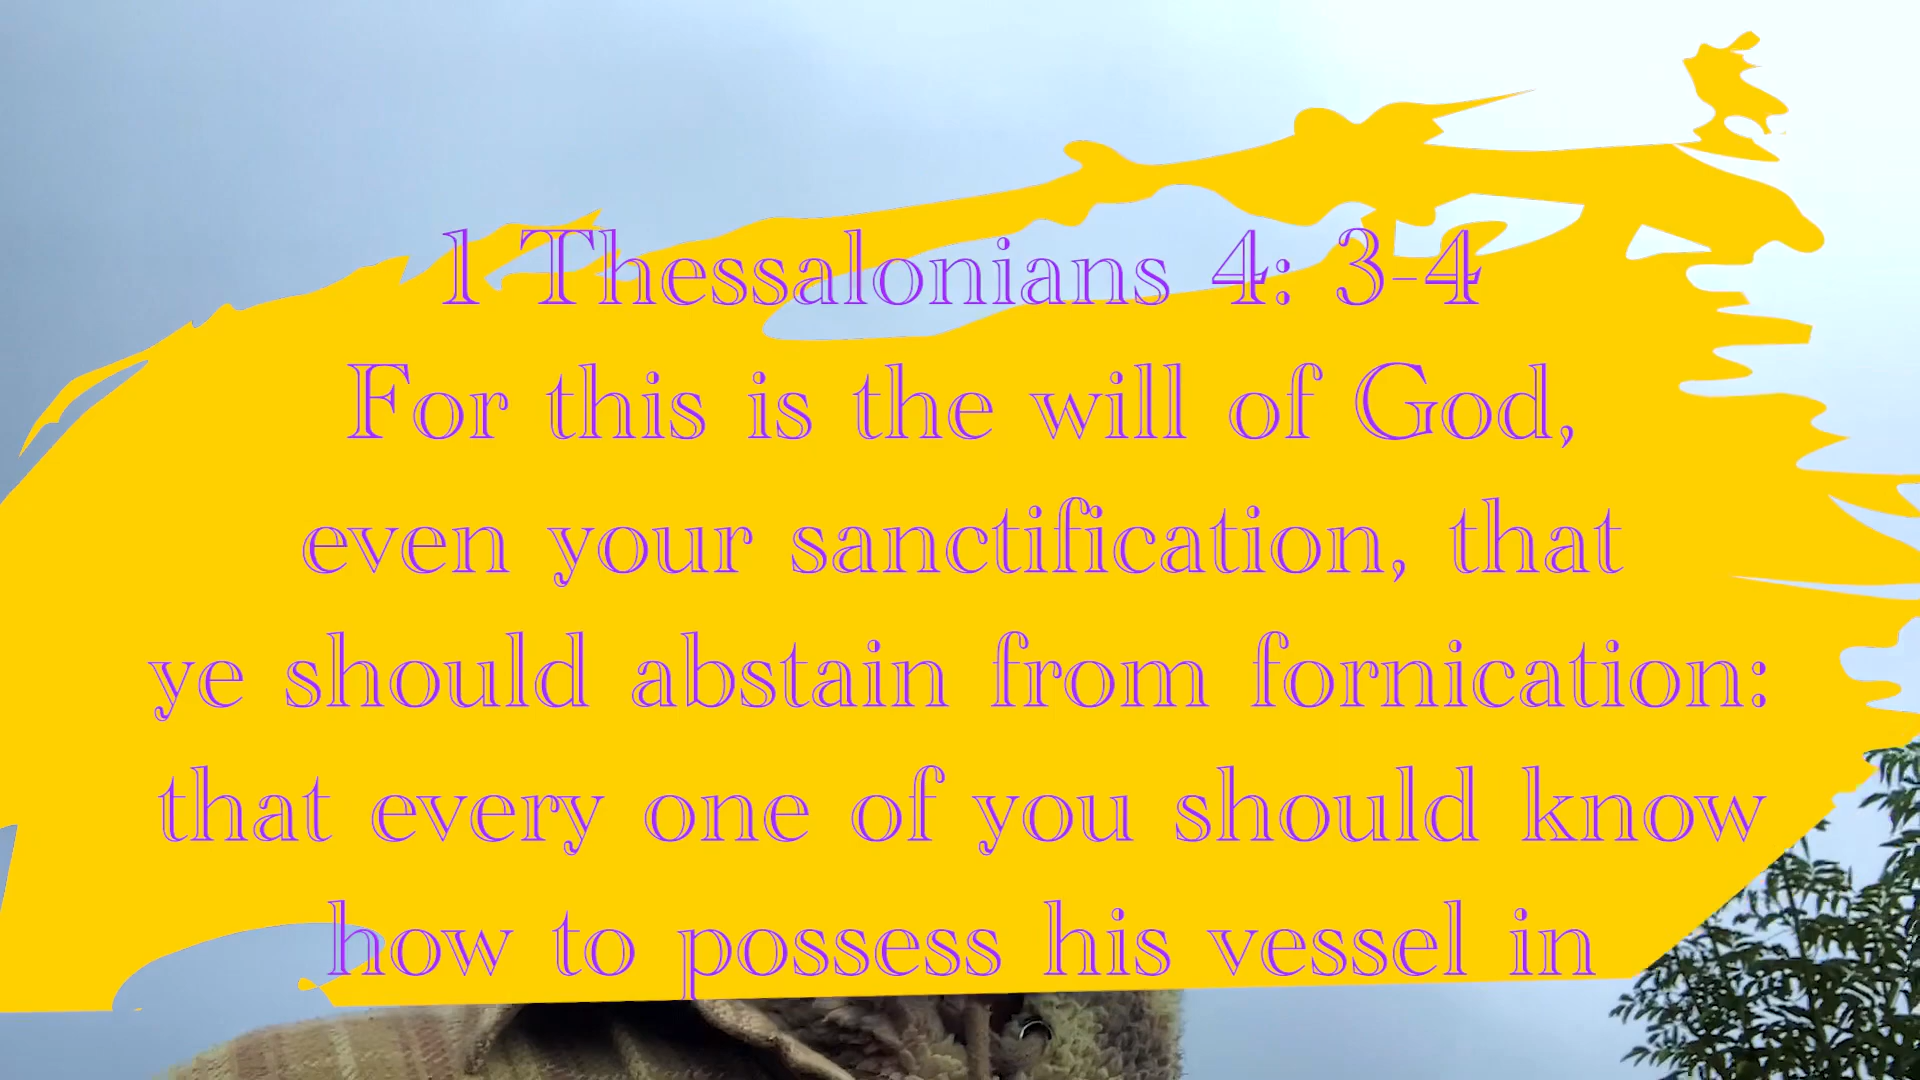 1 Thessalonians 4: 3-4
For this is the will of God,
even your sanctification, that
ye should abstain from fornication:
that every one of you should know
how to possess his vessel in